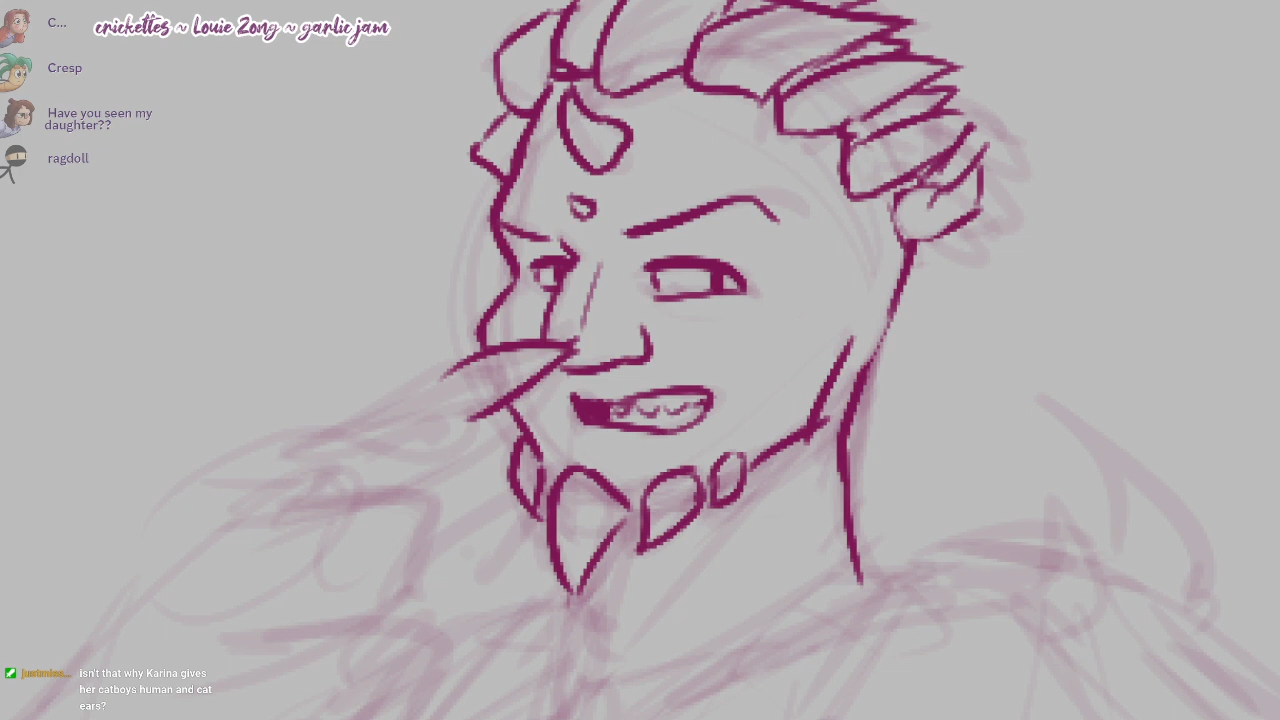 C...
crickettes ~ Louie Zong ~ garlic jam
Cresp
Have you seen my
daughter??
ragdoll
isn't that why Karina gives
her catboys human and cat
ears?